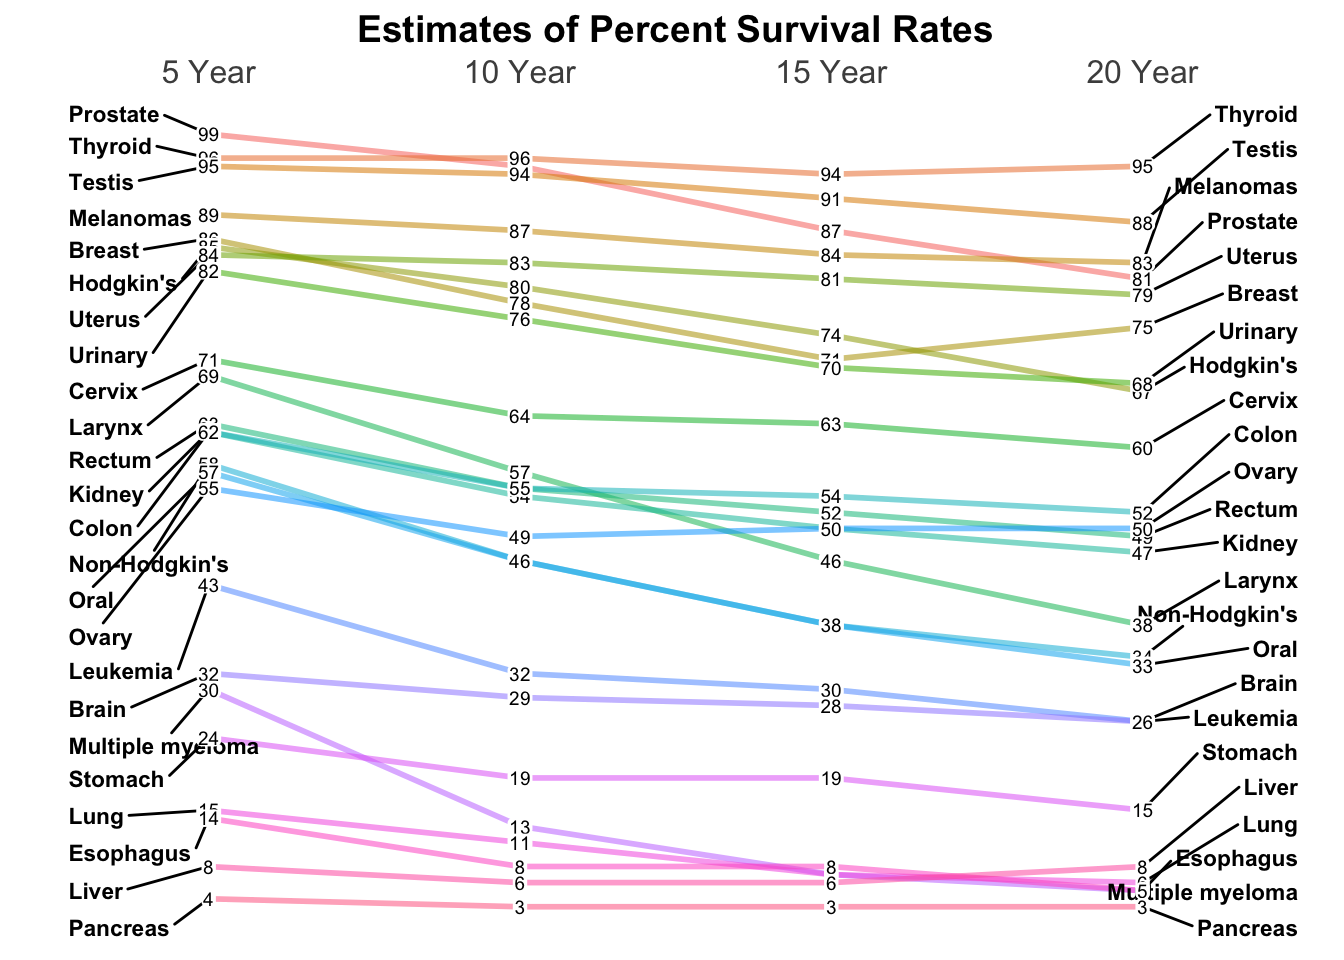 Estimates of Percent Survival Rates
5 Year 10 Year 15 Year 20 Year
Prostate
Thyroid
Testis
Melanomas
Breast
Hodgkin's
Uterus
Urinary
Cervix
Larynx
Rectum
Kidney
Colon
Non-Hodgkin's
Oral
Ovary
Leukemia
Brain
Multiple myeloma
Stomach
Lung
Esophagus
Liver
Pancreas
99
95
89
84
82
71
69
62
57
55
43
32
30
24
15
14
8
4
96
94
87
83
80
78
76
64
57
55
49
46
32
29
19
13
11
8
6
3
94
91
87
84
81
74
71
70
63
54
52
50
46
38
30
28
19
8
6
3
95
88
83
81
79
75
68
67
60
52
50
49
47
38
34
33
26
15
8
5
3
Thyroid
Testis
Melanomas
Prostate
Uterus
Breast
Urinary
Hodgkin's
Cervix
Colon
Ovary
Rectum
Kidney
Larynx
Non-Hodgkin's
Oral
Brain
Leukemia
Stomach
Liver
Lung
Esophagus
Multiple myeloma
Pancreas